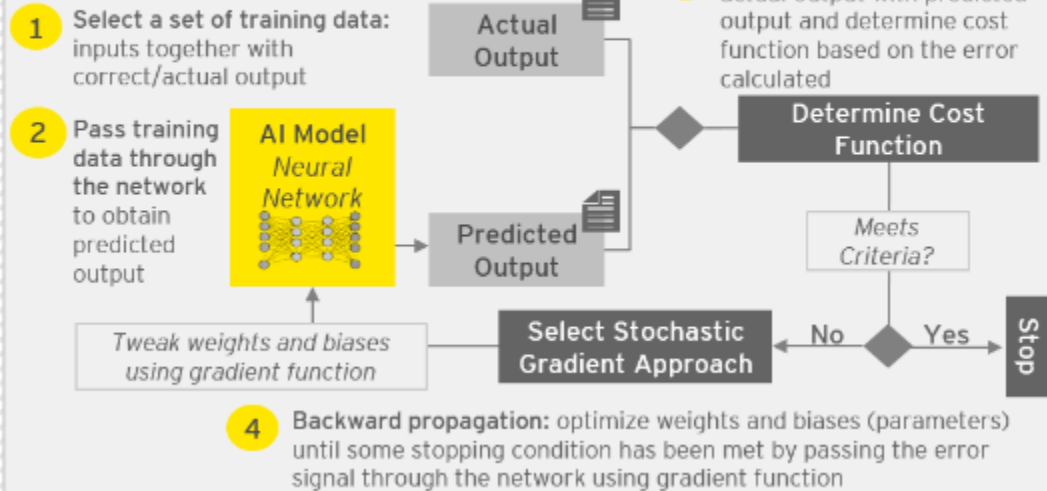 1
Select a set of training data:
inputs together with
correct/actual output
Actual
Output
actual output with predicted
output and determine cost
function based on the error
calculated
2
Pass training
data through
the network
to obtain
predicted
output
AI Model
Neural
Network
Predicted
Output
Determine Cost
Function
Meets
Criteria?
No
Yes
Stop
Select Stochastic
Gradient Approach
Tweak weights and biases
using gradient function
4
Backward propagation: optimize weights and biases (parameters)
until some stopping condition has been met by passing the error
signal through the network using gradient function